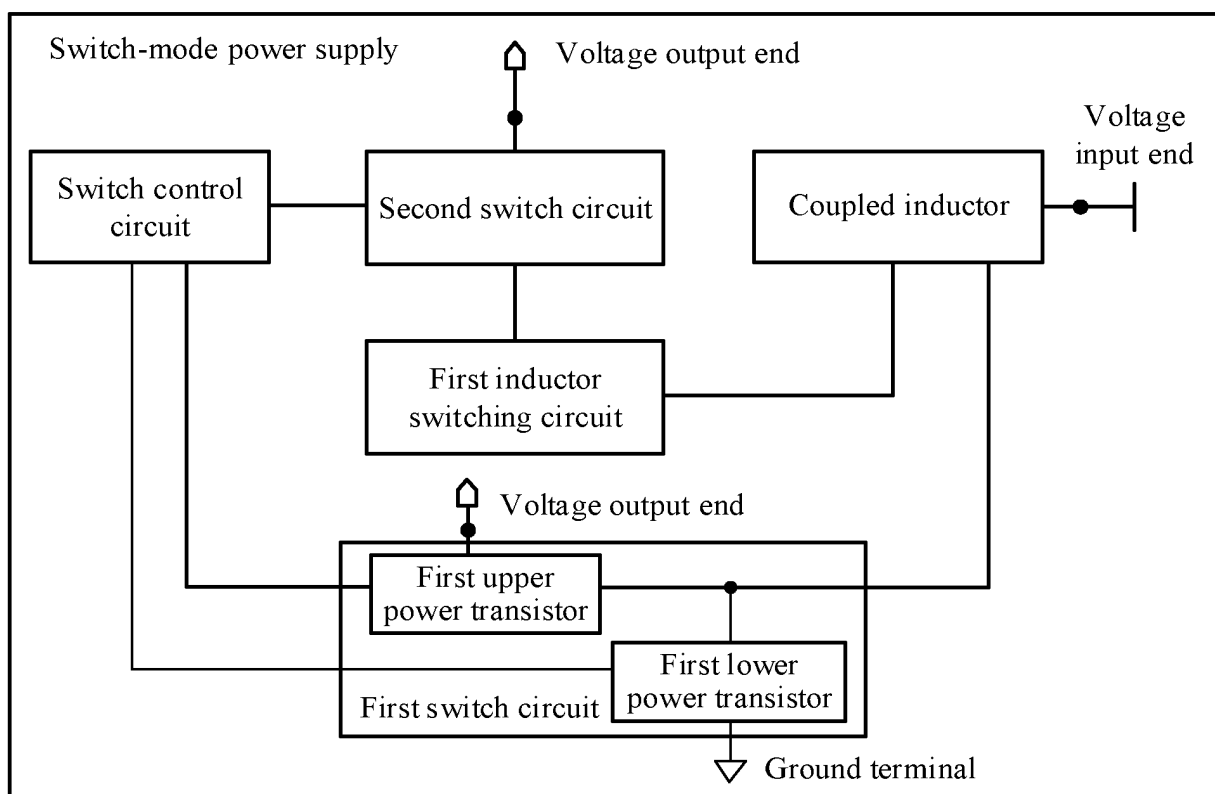 Switch-mode power supply
Voltage output end
Voltage
input end
Switch control
circuit
Second switch circuit
Coupled inductor
First inductor
switching circuit
Voltage output end
First upper
power transistor
First lower
power transistor
First switch circuit
Ground terminal